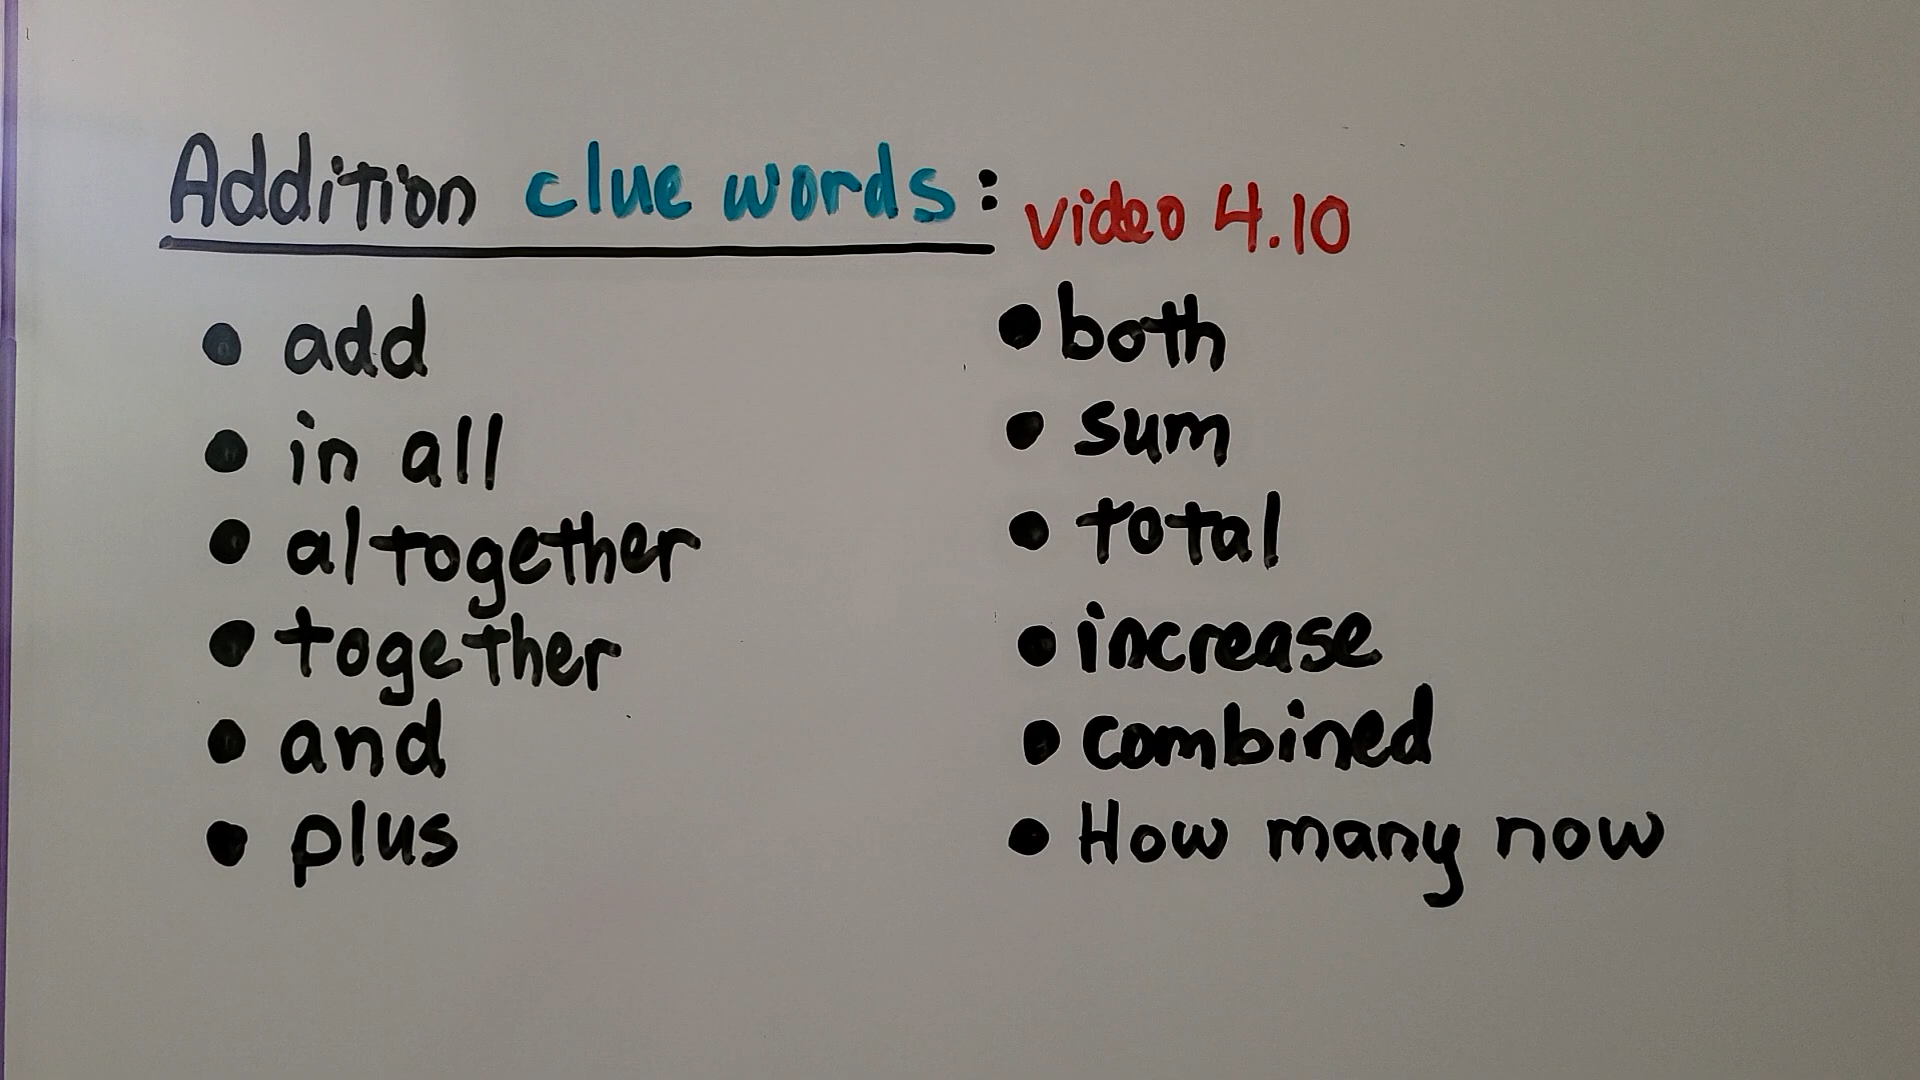 Addition clue words: video 4.10
• add
• in all
• altogether
• together
• and
• plus
• both
• sum
• total
• increase
• combined
• How many now